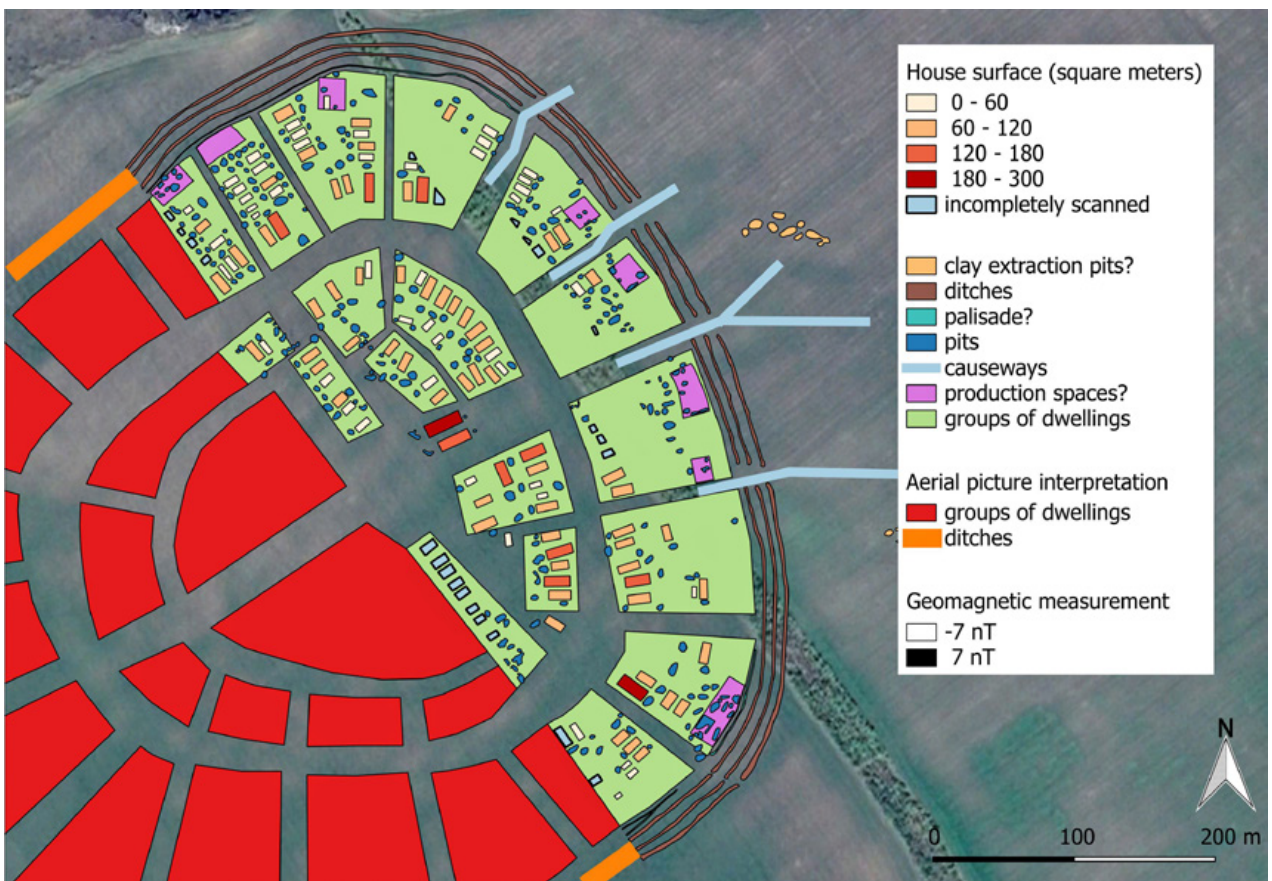 House surface (square meters)
0 - 60
60 - 120
120 - 180
180 - 300
incompletely scanned
clay extraction pits?
ditches
palisade?
pits
causeways
production spaces?
groups of dwellings
Aerial picture interpretation
groups of dwellings
ditches
Geomagnetic measurement
-7 nT
7 nT
N
0 100 200 m